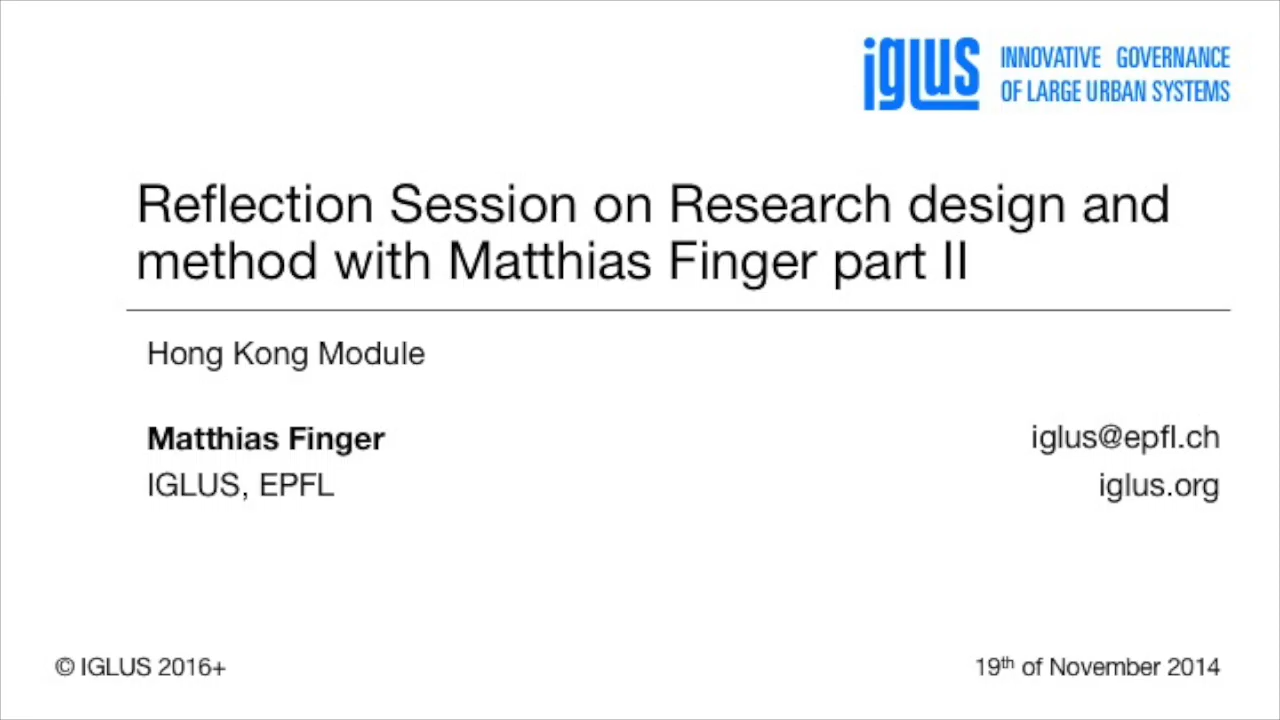 iglus INNOVATIVE GOVERNANCE
OF LARGE URBAN SYSTEMS
Reflection Session on Research design and
method with Matthias Finger part II
Hong Kong Module
Matthias Finger
iglus@epfl.ch
IGLUS, EPFL
iglus.org
© IGLUS 2016+
19th of November 2014